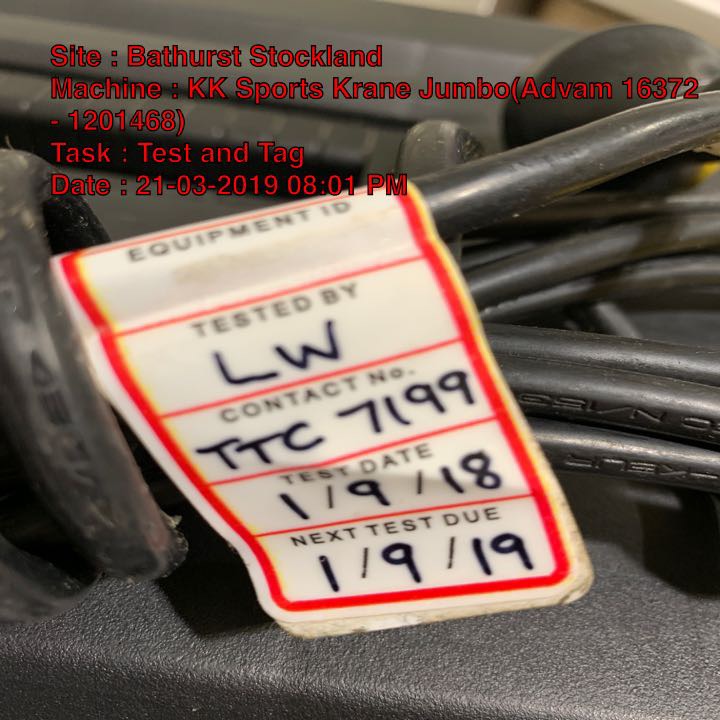 Site : Bathurst Stockland
Machine : KK Sports Krane Jumbo(Advam 16372
- 1201468)
Task : Test and Tag
Date : 21-03-2019 08:01 PM
EQUIPMENT ID
TESTED BY
LW
CONTACT No.
TTC 7199
TEST DATE
1/9/18
NEXT TEST DUE
1/9/19